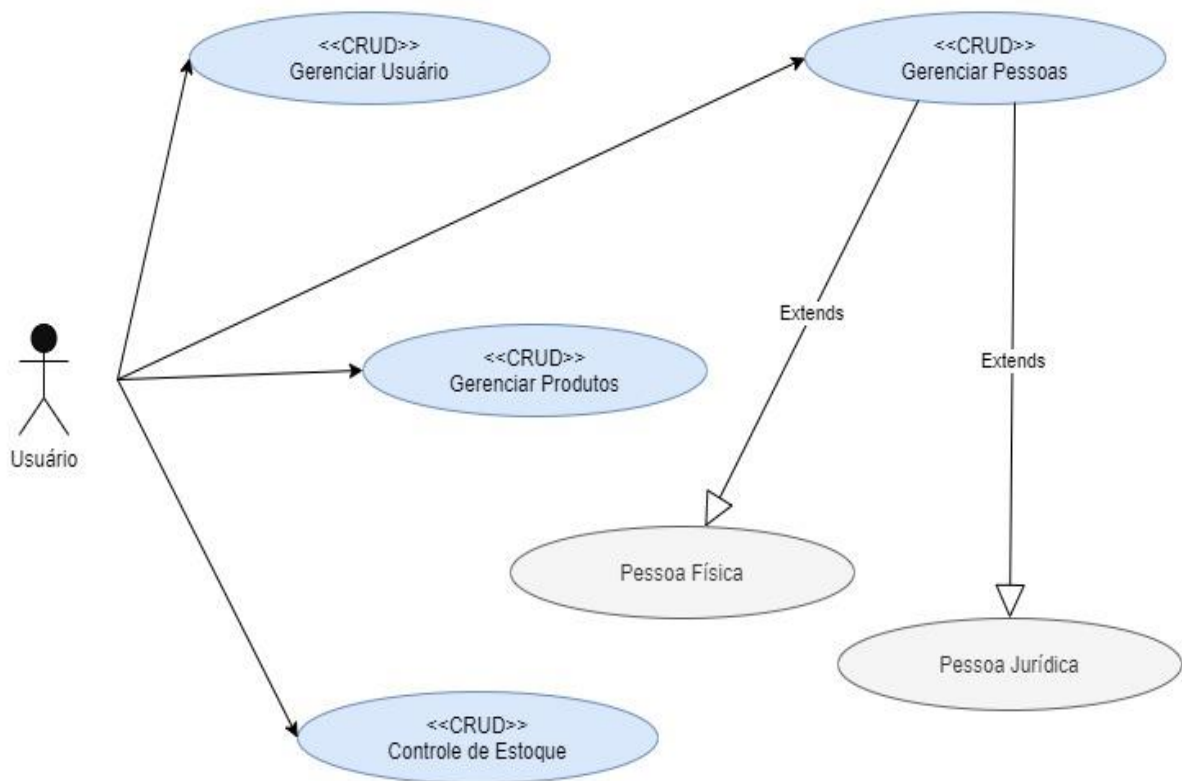 <<CRUD>>
Gerenciar Usuário
<<CRUD>>
Gerenciar Pessoas
Extends
<<CRUD>>
Gerenciar Produtos
Extends
Usuário
Pessoa Física
Pessoa Jurídica
<<CRUD>>
Controle de Estoque